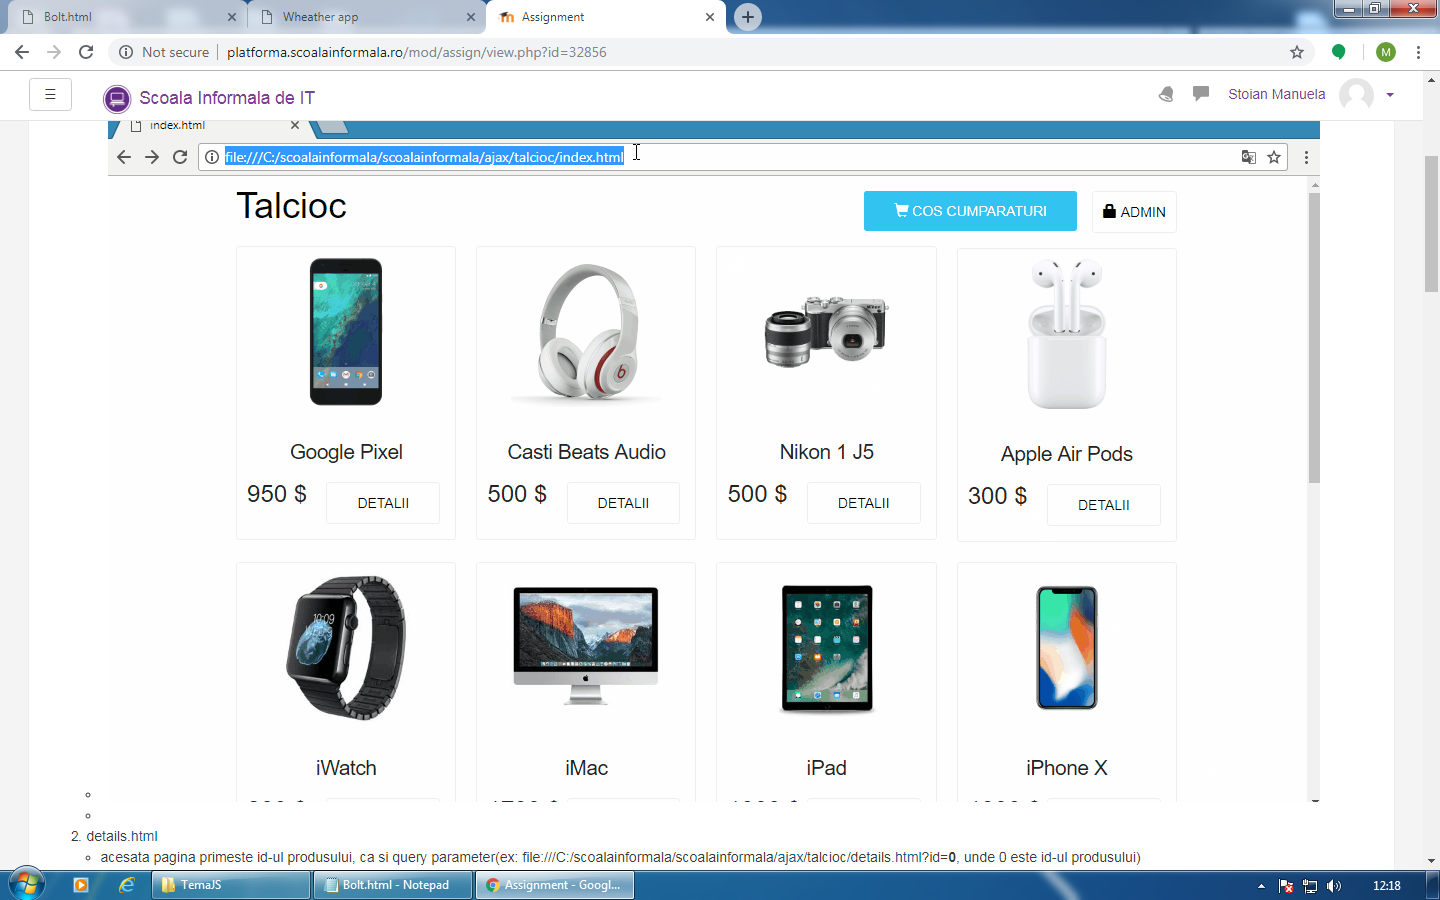 Bolt.html
Wheather app
Assignment
Not secure
platforma.scoalainformala.ro/mod/assign/view.php?id=32856
M
Scoala Informala de IT
Stoian Manuela
index.html
file:///C:/scoalainformala/scoalainformala/ajax/talcioc/index.html
Talcioc
COS CUMPARATURI
ADMIN
Google Pixel
Casti Beats Audio
Nikon 1 J5
Apple Air Pods
950 $
DETALII
500 $
DETALII
500 $
DETALII
300 $
DETALII
iWatch
iMac
iPad
iPhone X
2. details.html
acesata pagina primeste id-ul produsului, ca si query parameter(ex: file:///C:/scoalainformala/scoalainformala/ajax/talcioc/details.html?id=0, unde 0 este id-ul produsului)
TemaJS
Bolt.html - Notepad
Assignment - Googl...
12:18